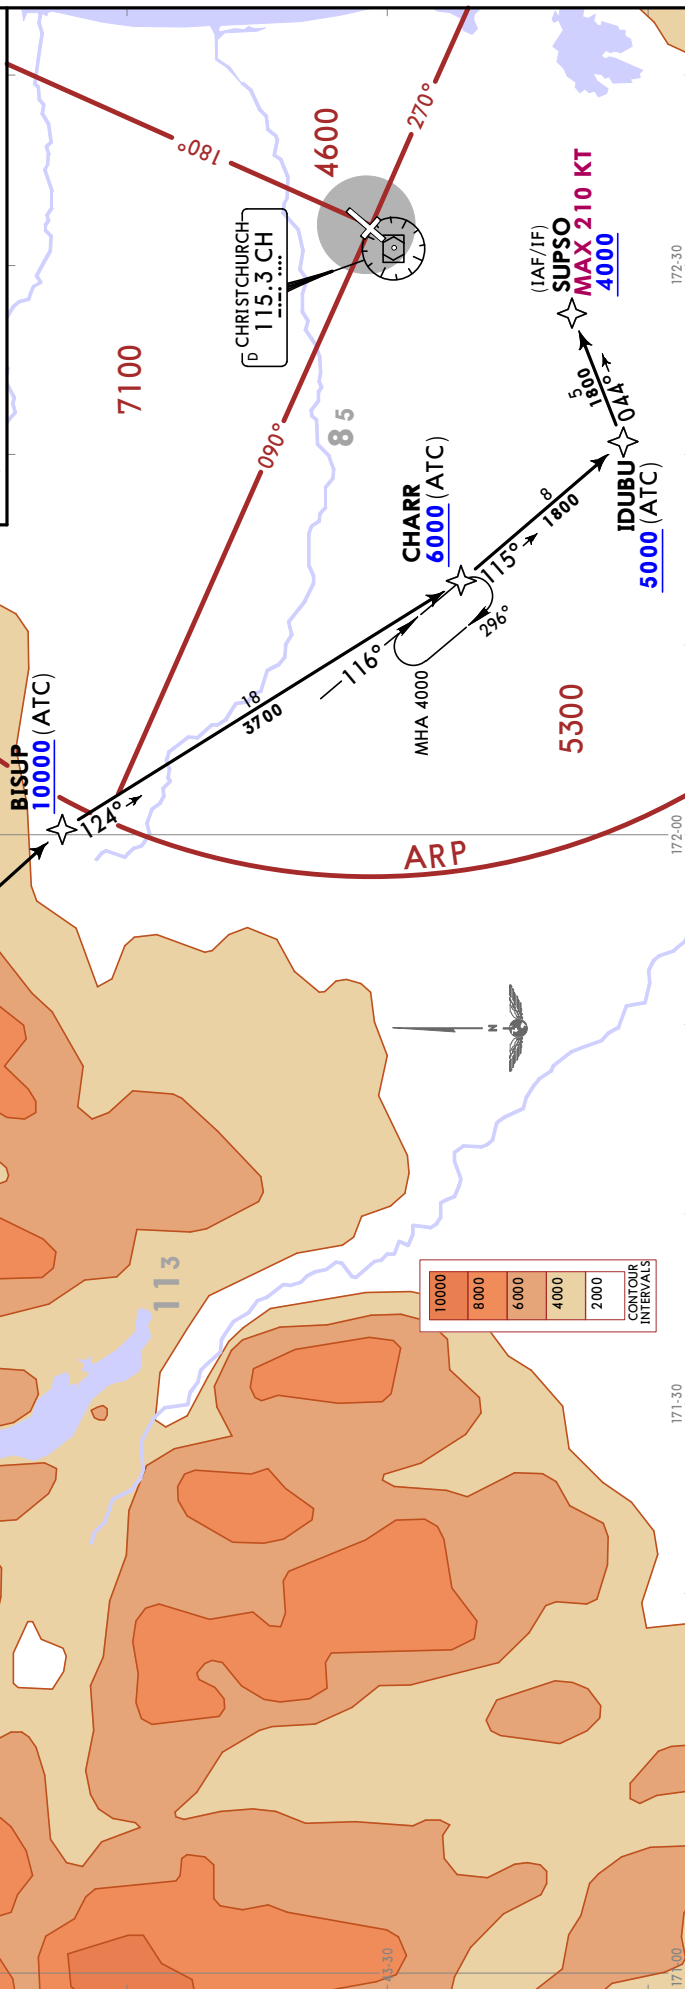 BISUP
10000 (ATC)
124°
18
3700
CHARR
6000 (ATC)
116°
296°
MHA 4000
115°
8
1800
IDUBU
5000 (ATC)
044°
5
1800
(IAF/IF)
SUPSO
MAX 210 KT
4000
D CHRISTCHURCH
115.3 CH
180°
270°
090°
4600
7100
5300
ARP
85
113
N
10000
8000
6000
4000
2000
CONTOUR
INTERVALS
172-30
172-00
171-30
171-00